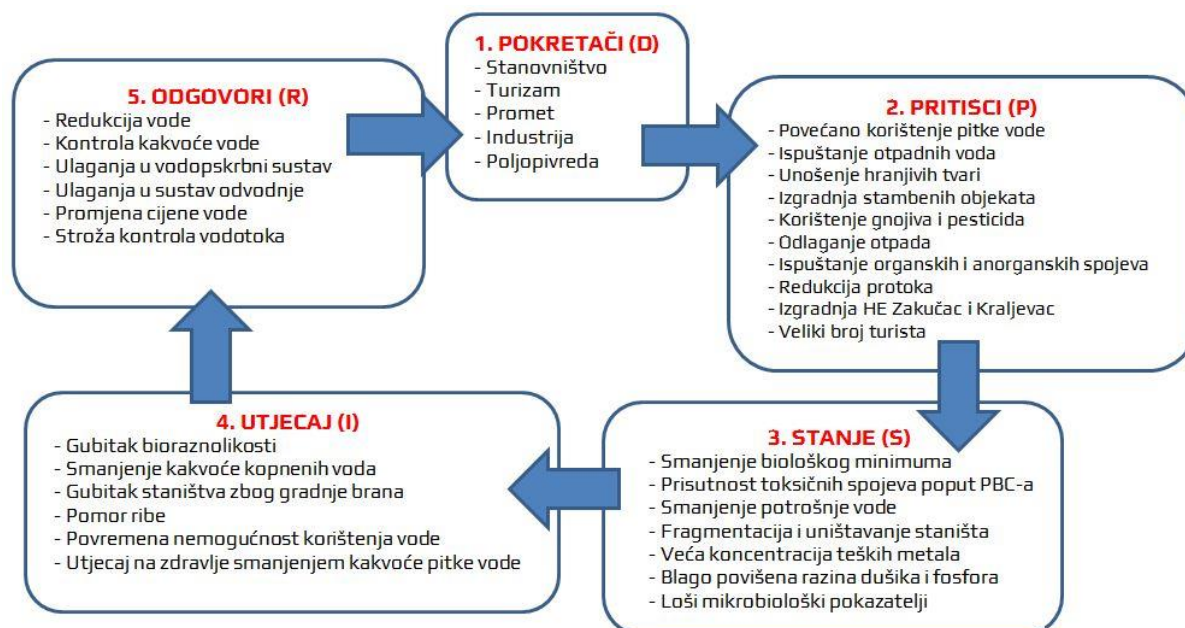 1. POKRETAČI (D)
- Stanovništvo
- Turizam
- Promet
- Industrija
- Poljopivreda
2. PRITISCI (P)
- Povećano korištenje pitke vode
- Ispuštanje otpadnih voda
- Unošenje hranjivih tvari
- Izgradnja stambenih objekata
- Korištenje gnojiva i pesticida
- Odlaganje otpada
- Ispuštanje organskih i anorganskih spojeva
- Redukcija protoka
- Izgradnja HE Zakučac i Kraljevac
- Veliki broj turista
3. STANJE (S)
- Smanjenje biološkog minimuma
- Prisutnost toksičnih spojeva poput PBC-a
- Smanjenje potrošnje vode
- Fragmentacija i uništavanje staništa
- Veća koncentracija teških metala
- Blago povišena razina dušika i fosfora
- Loši mikrobiološki pokazatelji
4. UTJECAJ (I)
- Gubitak bioraznolikosti
- Smanjenje kakvoće kopnenih voda
- Gubitak staništva zbog gradnje brana
- Pomor ribe
- Povremena nemogućnost korištenja vode
- Utjecaj na zdravlje smanjenjem kakvoće pitke vode
5. ODGOVORI (R)
- Redukcija vode
- Kontrola kakvoće vode
- Ulaganja u vodopskrbni sustav
- Ulaganja u sustav odvodnje
- Promjena cijene vode
- Stroža kontrola vodotoka